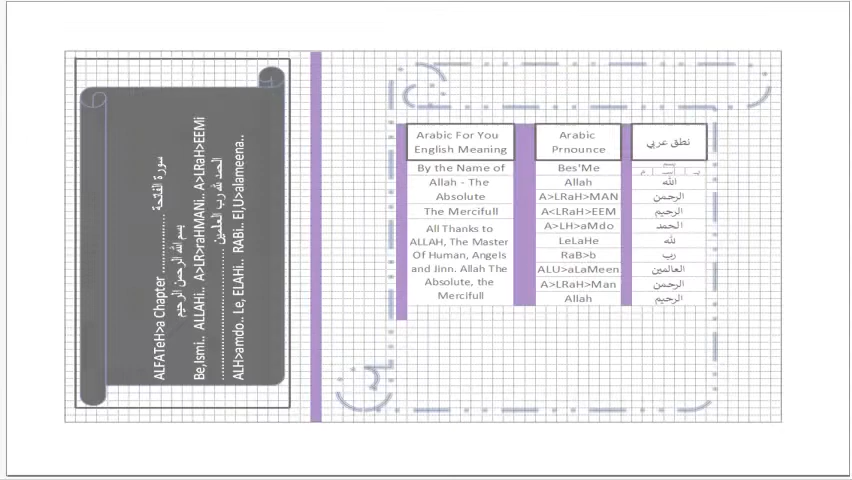 ALFATeH>a Chapter ................. سورة الفاتحة
بسم الله الرحمن الرحيم
Be,Ismi.. ALLAHi.. A>LR>raHMANi.. A>LRaH>EEMi
................................ الحمد لله رب العلمين
ALH>amdo.. Le,ELAHi.. RABi.. El,U>alameena..
Arabic For You
English Meaning
Arabic
Prnounce
نطق عربي
By the Name of
Allah - The
Absolute
The Mercifull
All Thanks to
ALLAH, The Master
Of Human, Angels
and Jinn. Allah The
Absolute, the
Mercifull
Bes'Me
Allah
A>LRaH>MAN
A<LRaH>EEM
A>LH>aMdo
LeLaHe
RaB>b
ALU>aLaMeen
A>LRaH>Man
Allah
الله
الرحمن
الرحيم
الحمد
لله
رب
العالمين
الرحمن
الرحيم